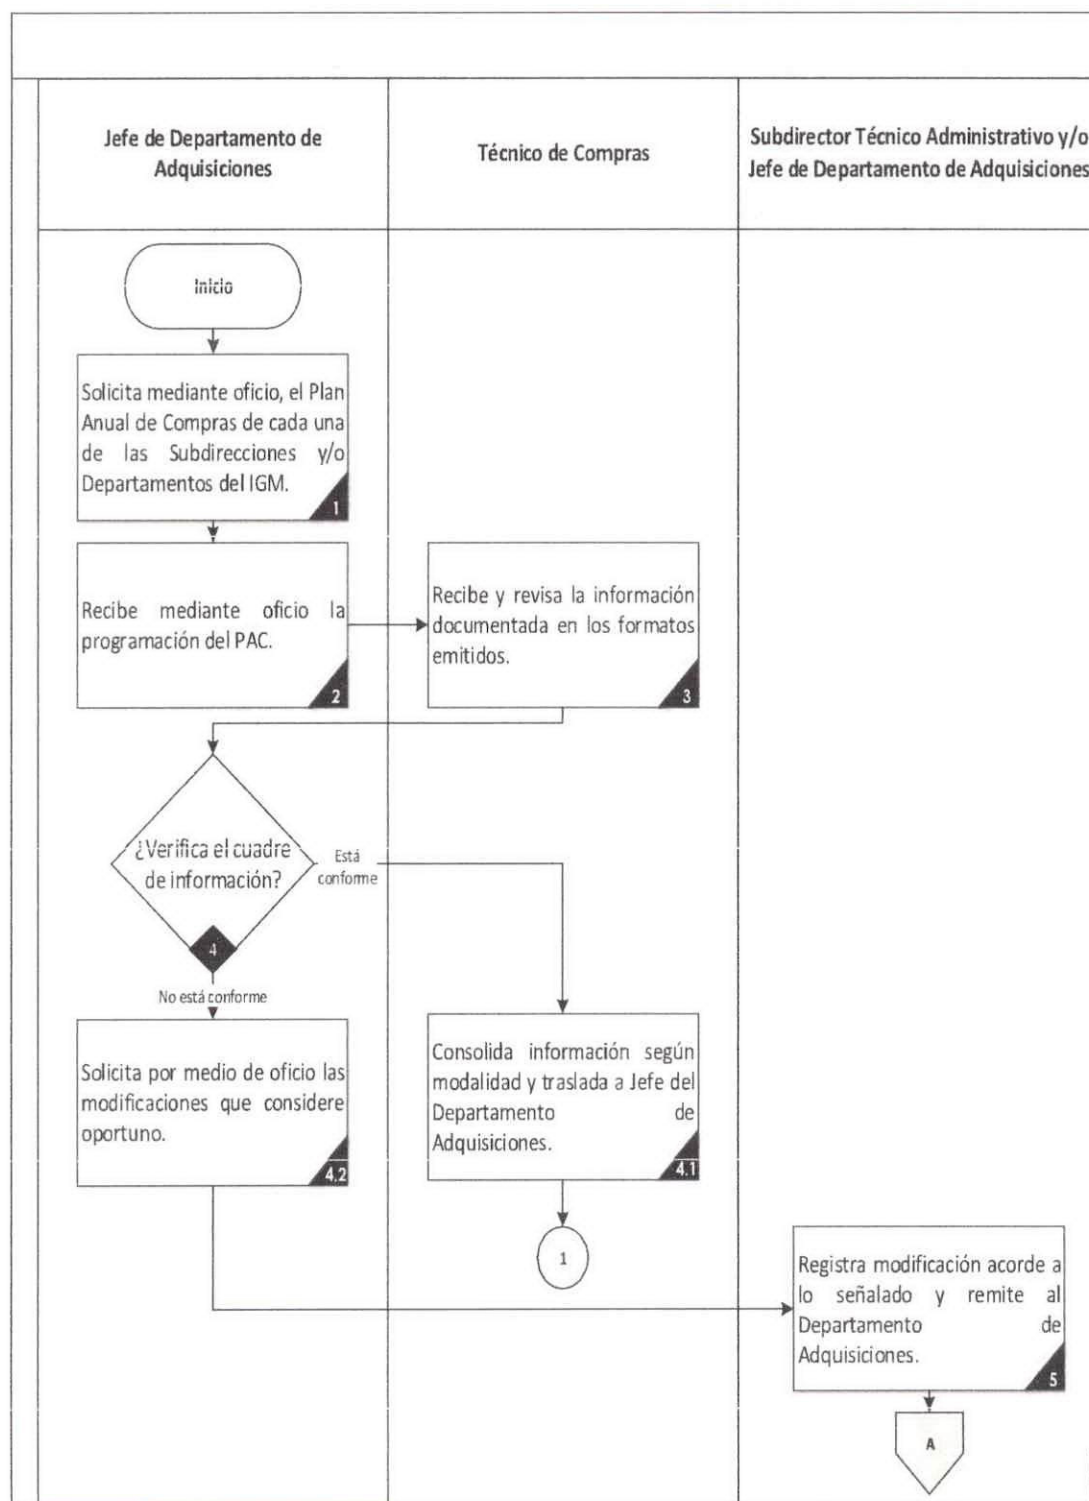 Jefe de Departamento de
Adquisiciones
Técnico de Compras
Subdirector Técnico Administrativo y/o
Jefe de Departamento de Adquisiciones
Inicio
Solicita mediante oficio, el Plan
Anual de Compras de cada una
de las Subdirecciones y/o
Departamentos del IGM.
1
Recibe mediante oficio la
programación del PAC.
2
Recibe y revisa la información
documentada en los formatos
emitidos.
3
¿Verifica el cuadre
de información?
4
Está
conforme
No está conforme
Solicita por medio de oficio las
modificaciones que considere
oportuno.
4.2
Consolida información según
modalidad y traslada a Jefe del
Departamento de
Adquisiciones.
4.1
1
Registra modificación acorde a
lo señalado y remite al
Departamento de
Adquisiciones.
5
A